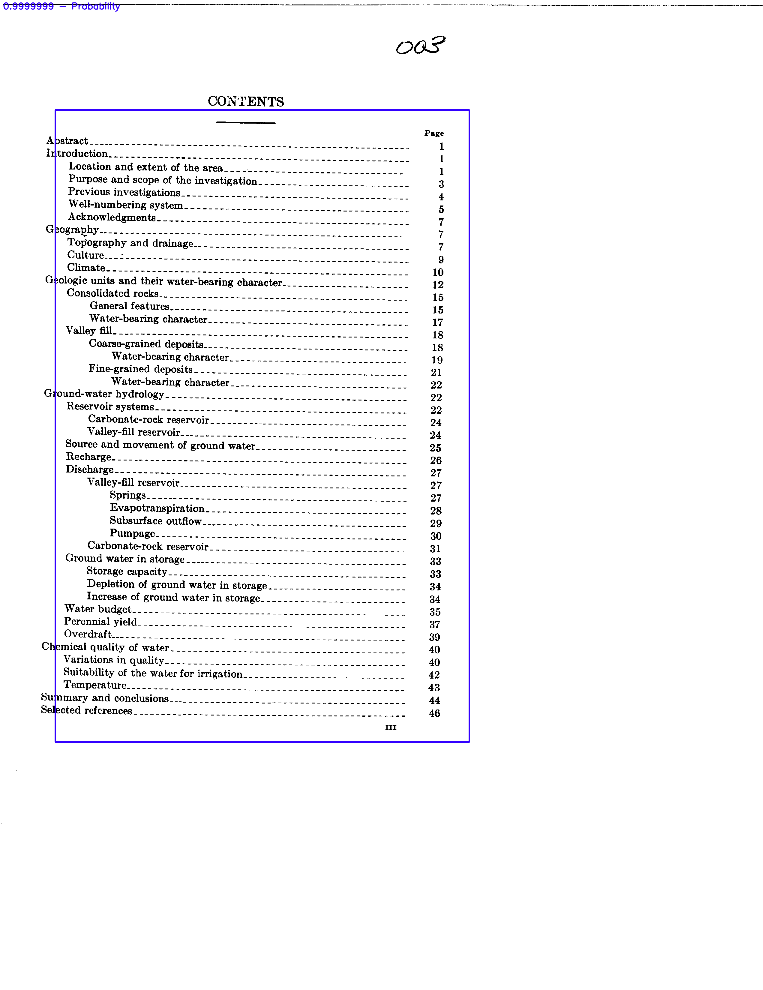 0.9999999 – Probability
003
CONTENTS
Page
Abstract 1
Introduction 1
Location and extent of the area 1
Purpose and scope of the investigation 3
Previous investigations 4
Well-numbering system 5
Acknowledgments 7
Geography 7
Topography and drainage 7
Culture 9
Climate 10
Geologic units and their water-bearing character 12
Consolidated rocks 15
General features 15
Water-bearing character 17
Valley fill 18
Coarse-grained deposits 18
Water-bearing character 19
Fine-grained deposits 21
Water-bearing character 22
Ground-water hydrology 22
Reservoir systems 22
Carbonate-rock reservoir 24
Valley-fill reservoir 24
Source and movement of ground water 25
Recharge 26
Discharge 27
Valley-fill reservoir 27
Springs 27
Evapotranspiration 28
Subsurface outflow 29
Pumpage 30
Carbonate-rock reservoir 31
Ground water in storage 33
Storage capacity 33
Depletion of ground water in storage 34
Increase of ground water in storage 34
Water budget 35
Perennial yield 37
Overdraft 39
Chemical quality of water 40
Variations in quality 40
Suitability of the water for irrigation 42
Temperature 43
Summary and conclusions 44
Selected references 46
III